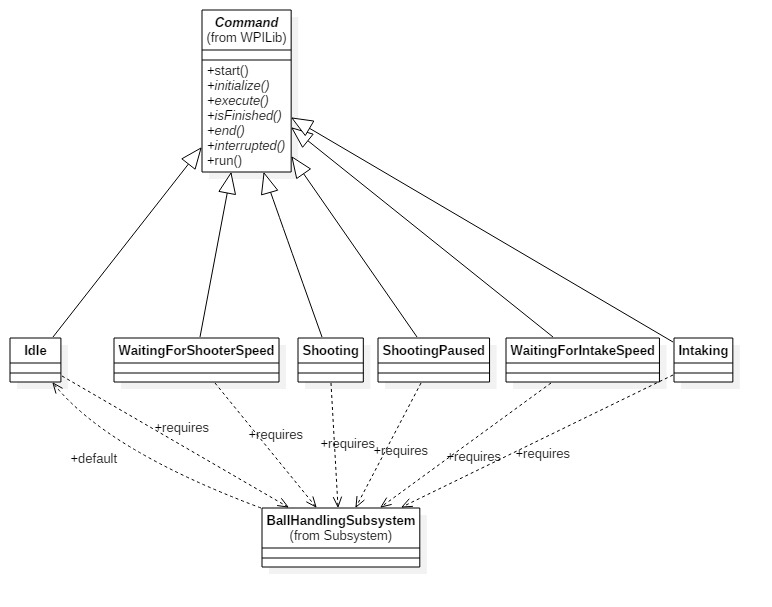 Command
(from WPILib)
+start()
+initialize()
+execute()
+isFinished()
+end()
+interrupted()
+run()
Idle
WaitingForShooterSpeed
Shooting
ShootingPaused
WaitingForIntakeSpeed
Intaking
+requires
+requires
+requires
+requires
+requires
+requires
+default
BallHandlingSubsystem
(from Subsystem)